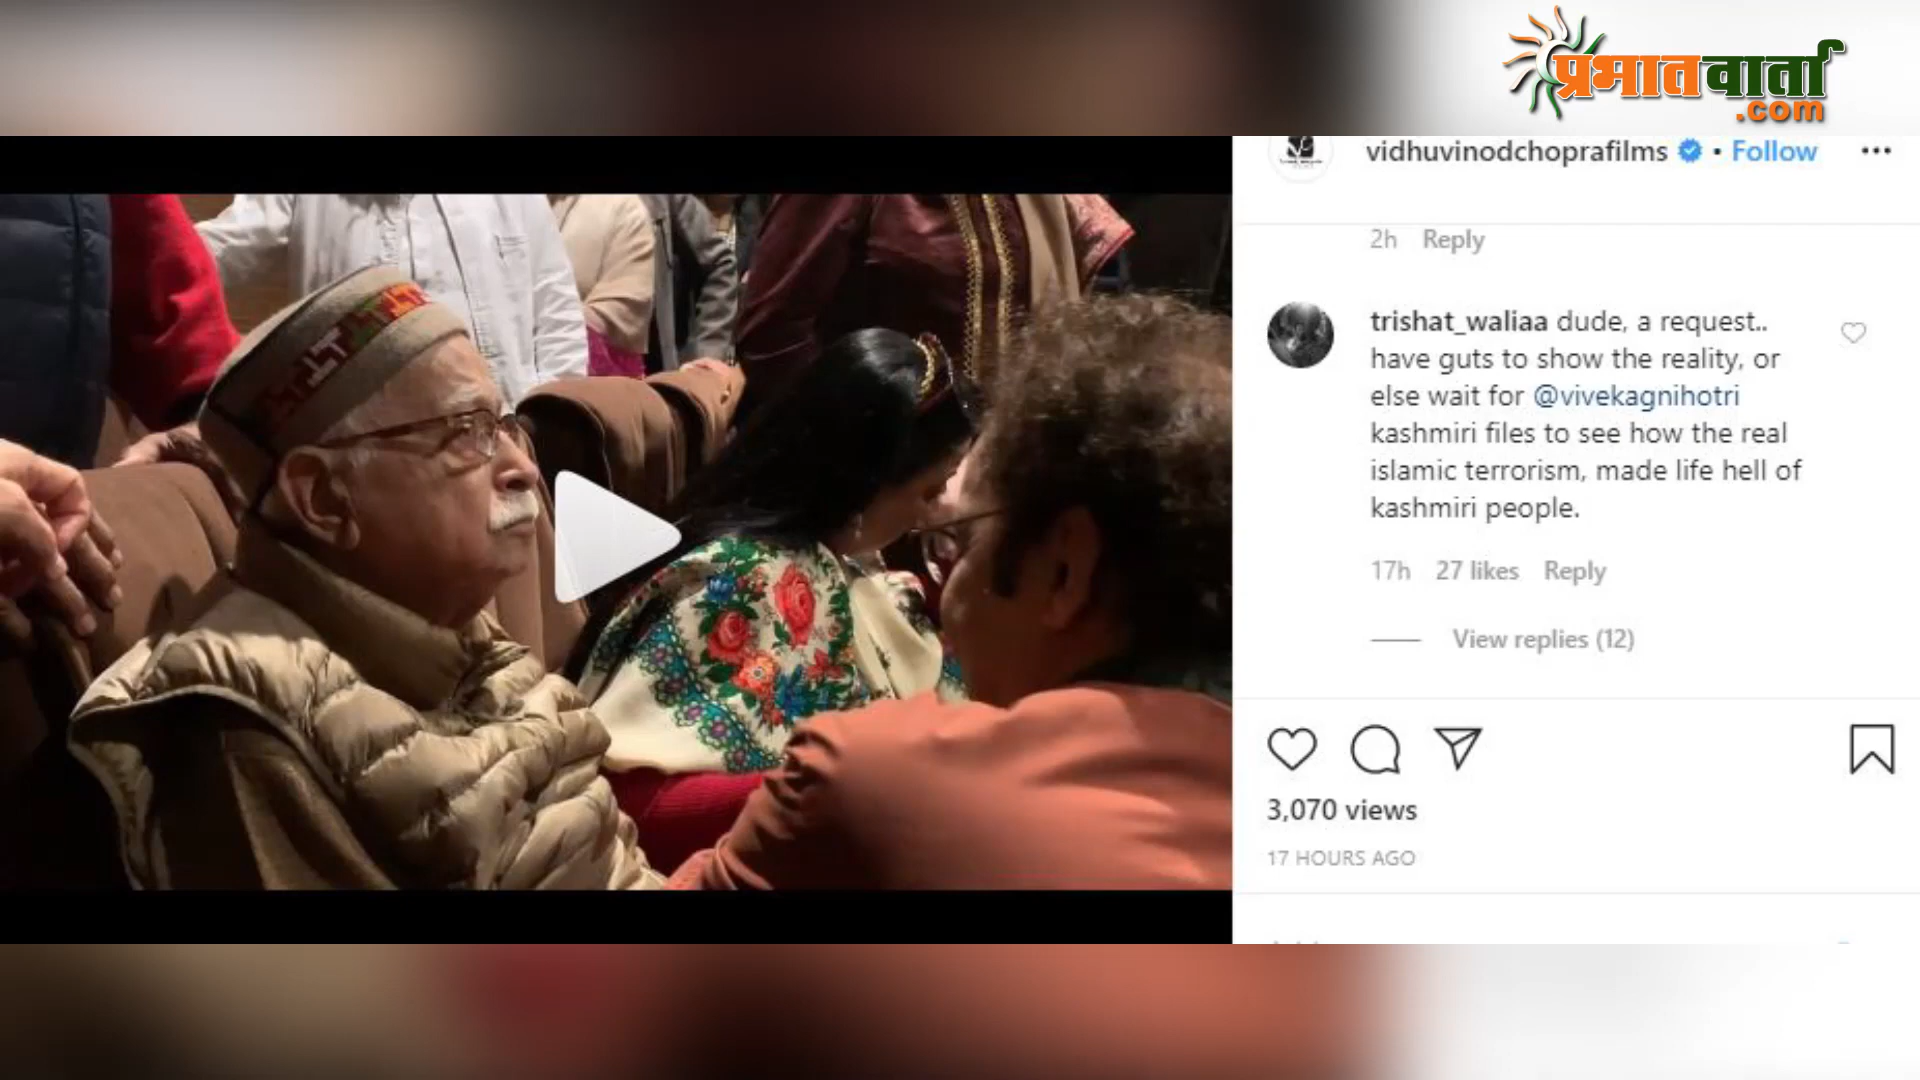 प्रभातवार्ता
.com
vidhuvinodchoprafilms • Follow •••
2h Reply
trishat_waliaa dude, a request..
have guts to show the reality, or
else wait for @vivekagnihotri
kashmiri files to see how the real
islamic terrorism, made life hell of
kashmiri people.
17h 27 likes Reply
View replies (12)
3,070 views
17 HOURS AGO